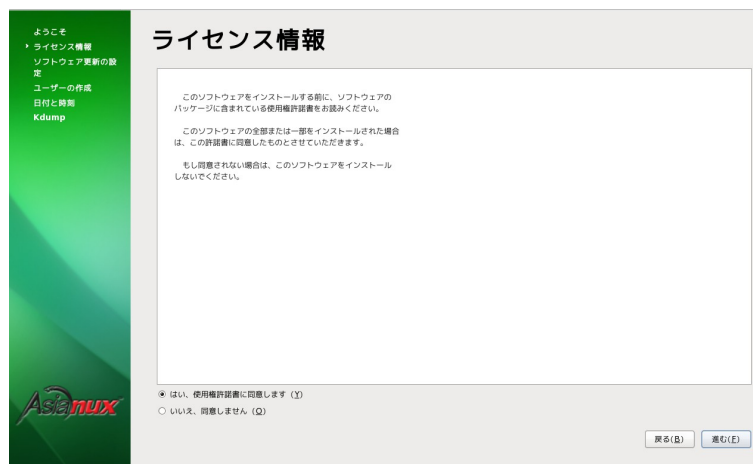 ようこそ
ライセンス情報
ソフトウェア更新の設
定
ユーザーの作成
日付と時刻
Kdump
ライセンス情報
このソフトウェアをインストールする前に、ソフトウェアの
パッケージに含まれている使用権許諾書をお読みください。
このソフトウェアの全部または一部をインストールされた場合
は、この許諾書に同意したものとさせていただきます。
もし同意されない場合は、このソフトウェアをインストール
しないでください。
はい、使用権許諾書に同意します (Y)
いいえ、同意しません (O)
Asianux
戻る(B)
進む(F)